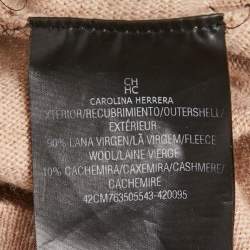 CH
HC
CAROLINA HERRERA
EXTERIOR/RECUBRIMIENTO/OUTERSHELL/
EXTÉRIEUR
90% LANA VIRGEN/LÃ VIRGEM/FLEECE
WOOL/LAINE VIERGE
10% CACHEMIRA/CAXEMIRA/CASHMERE/
CACHEMIRE
42CM763505543-420095